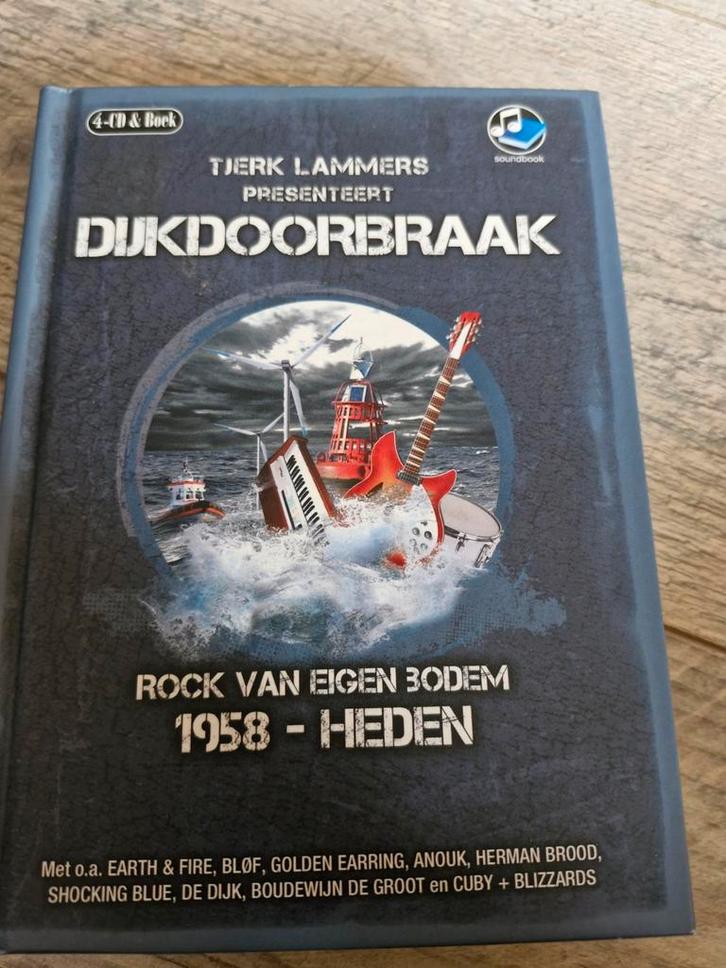 4-CD & Boek
soundbook
TJERK LAMMERS
PRESENTEERT
DIJKDOORBRAAK
ROCK VAN EIGEN BODEM
1958 - HEDEN
Met o.a. EARTH & FIRE, BLØF, GOLDEN EARRING, ANOUK, HERMAN BROOD,
SHOCKING BLUE, DE DIJK, BOUDEWIJN DE GROOT en CUBY + BLIZZARDS